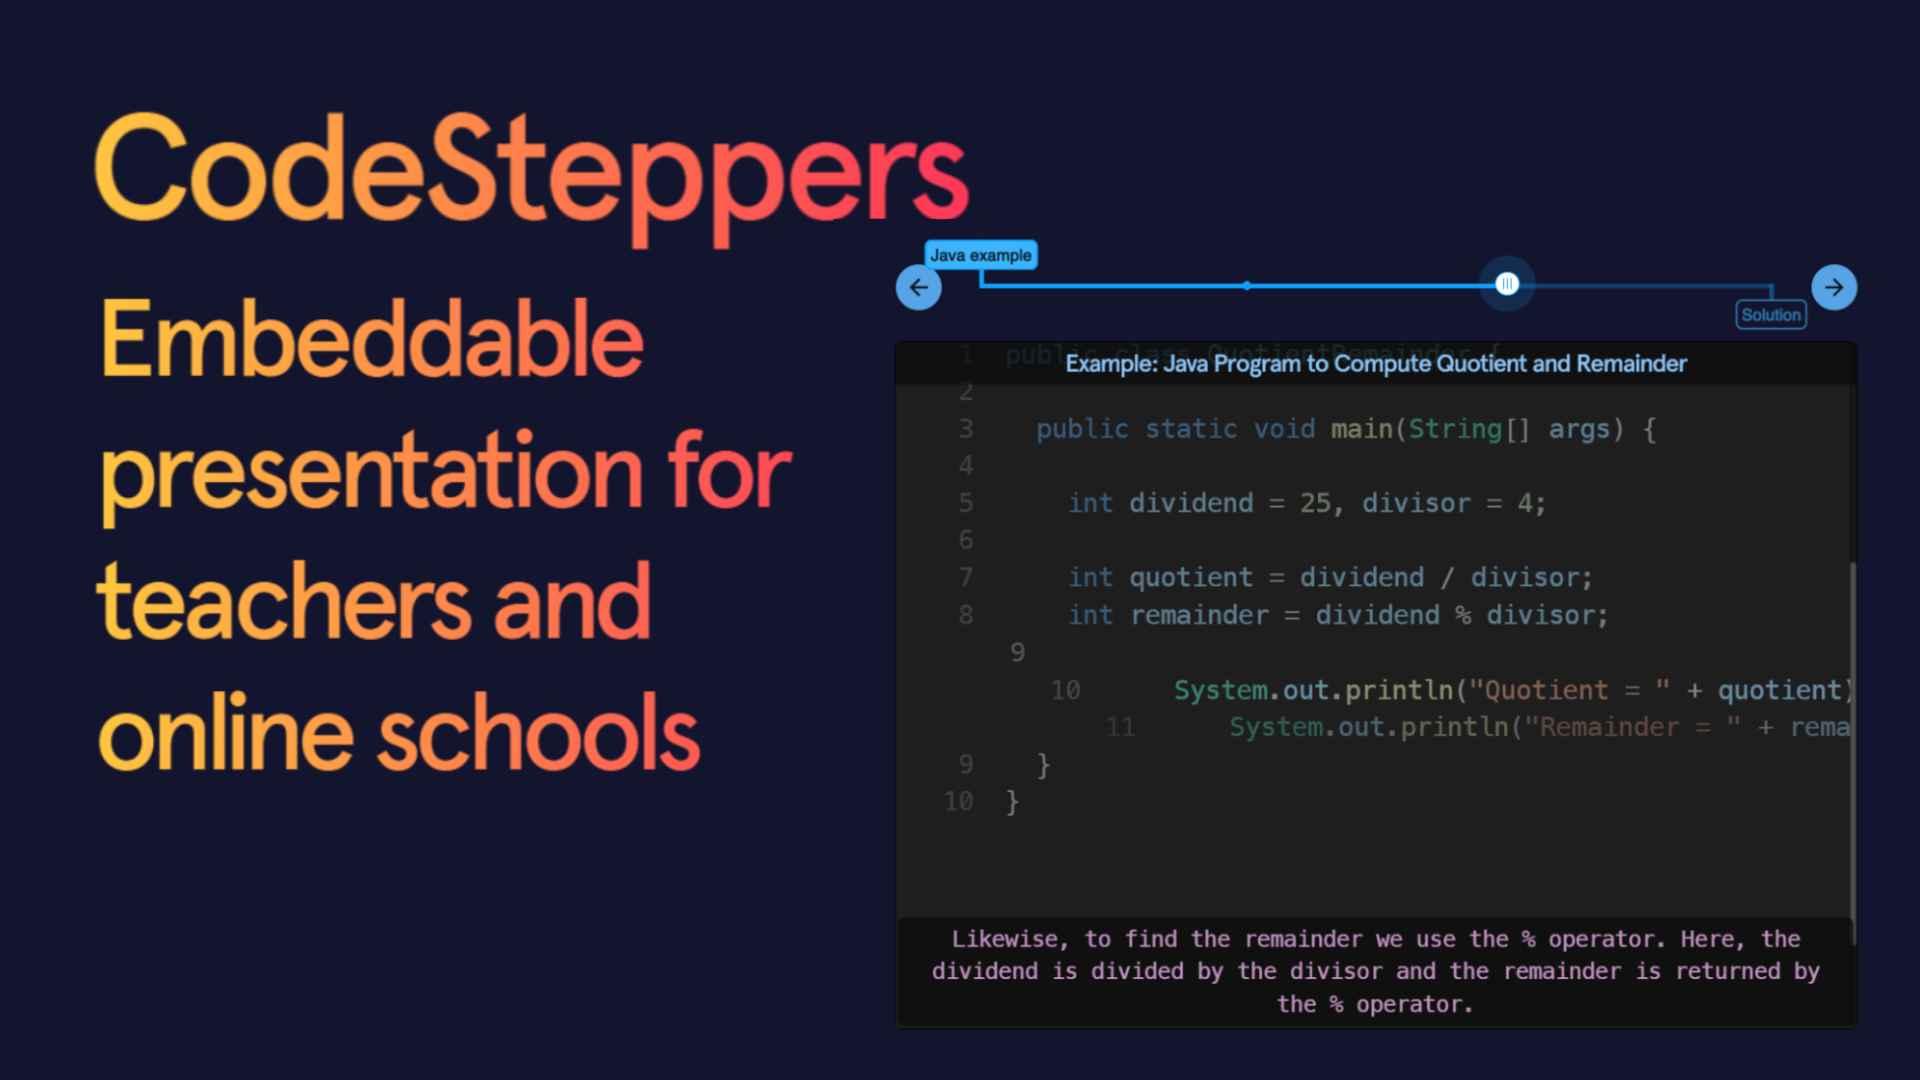 CodeSteppers
Embeddable
presentation for
teachers and
online schools
Java example
Solution
1 public class QuotientRemainder {
Example: Java Program to Compute Quotient and Remainder
2
3 public static void main(String[] args) {
4
5 int dividend = 25, divisor = 4;
6
7 int quotient = dividend / divisor;
8 int remainder = dividend % divisor;
9
10 System.out.println("Quotient = " + quotient)
11 System.out.println("Remainder = " + rema
9 }
10 }
Likewise, to find the remainder we use the % operator. Here, the
dividend is divided by the divisor and the remainder is returned by
the % operator.